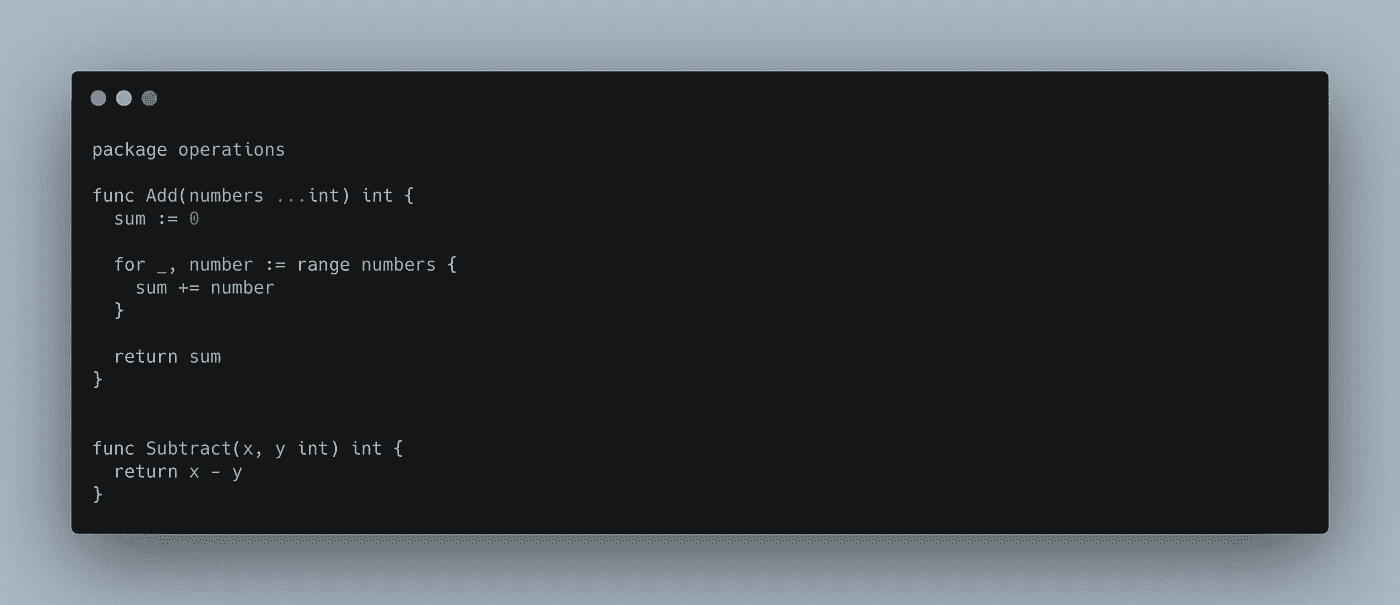 package operations
func Add(numbers ...int) int {
  sum := 0
  for _, number := range numbers {
    sum += number
  }
  return sum
}
func Subtract(x, y int) int {
  return x - y
}